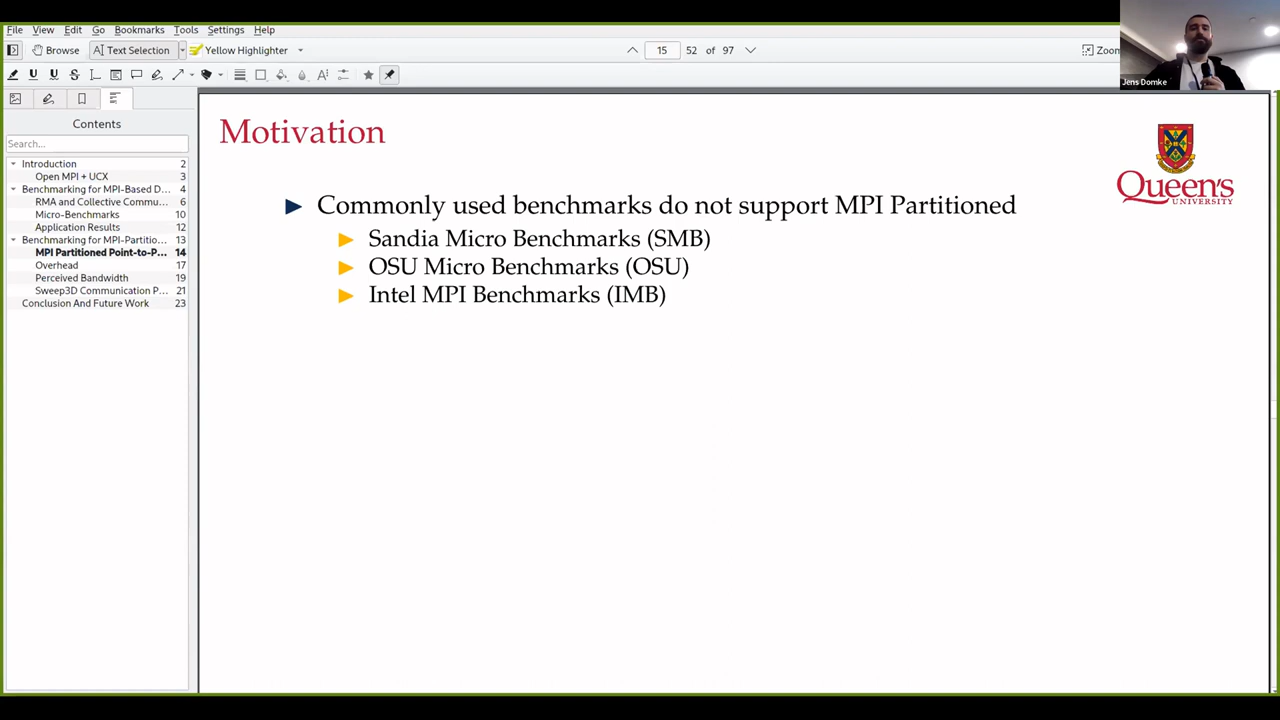 File View Edit Go Bookmarks Tools Settings Help
Browse Text Selection Yellow Highlighter 15 52 of 97 Zoom
Jens Domke
Contents
Search...
Introduction 2
Open MPI + UCX 3
Benchmarking for MPI-Based D... 4
RMA and Collective Commu... 6
Micro-Benchmarks 10
Application Results 12
Benchmarking for MPI-Partitio... 13
MPI Partitioned Point-to-P... 14
Overhead 17
Perceived Bandwidth 19
Sweep3D Communication P... 21
Conclusion And Future Work 23
Motivation
Queen's
UNIVERSITY
Commonly used benchmarks do not support MPI Partitioned
Sandia Micro Benchmarks (SMB)
OSU Micro Benchmarks (OSU)
Intel MPI Benchmarks (IMB)